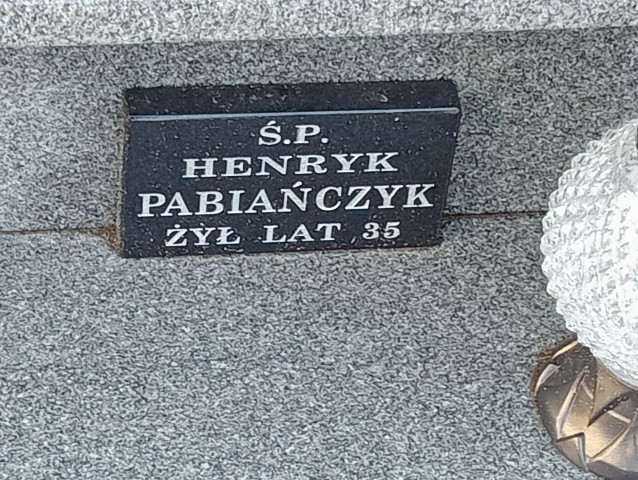 Ś.P.
HENRYK
PABIAŃCZYK
ŻYŁ LAT 35